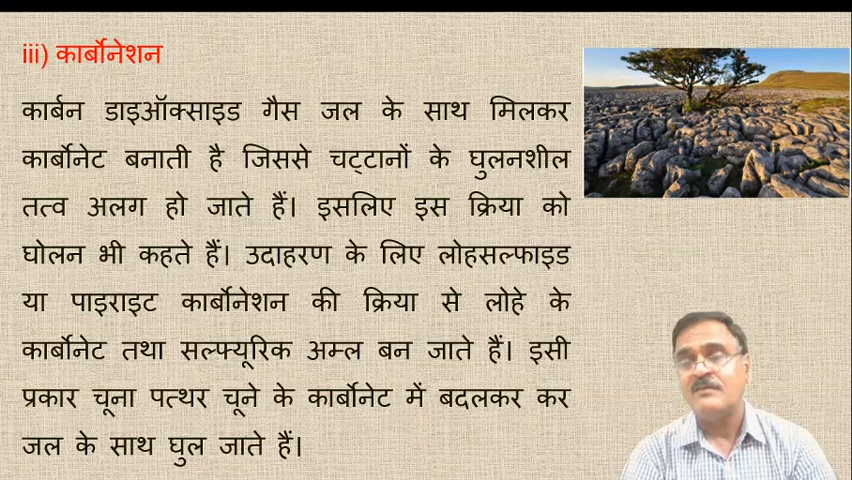 iii) कार्बोनेशन
कार्बन डाइऑक्साइड गैस जल के साथ मिलकर
कार्बोनेट बनाती है जिससे चट्टानों के घुलनशील
तत्व अलग हो जाते हैं। इसलिए इस क्रिया को
घोलन भी कहते हैं। उदाहरण के लिए लोहसल्फाइड
या पाइराइट कार्बोनेशन की क्रिया से लोहे के
कार्बोनेट तथा सल्फ्यूरिक अम्ल बन जाते हैं। इसी
प्रकार चूना पत्थर चूने के कार्बोनेट में बदलकर कर
जल के साथ घुल जाते हैं।